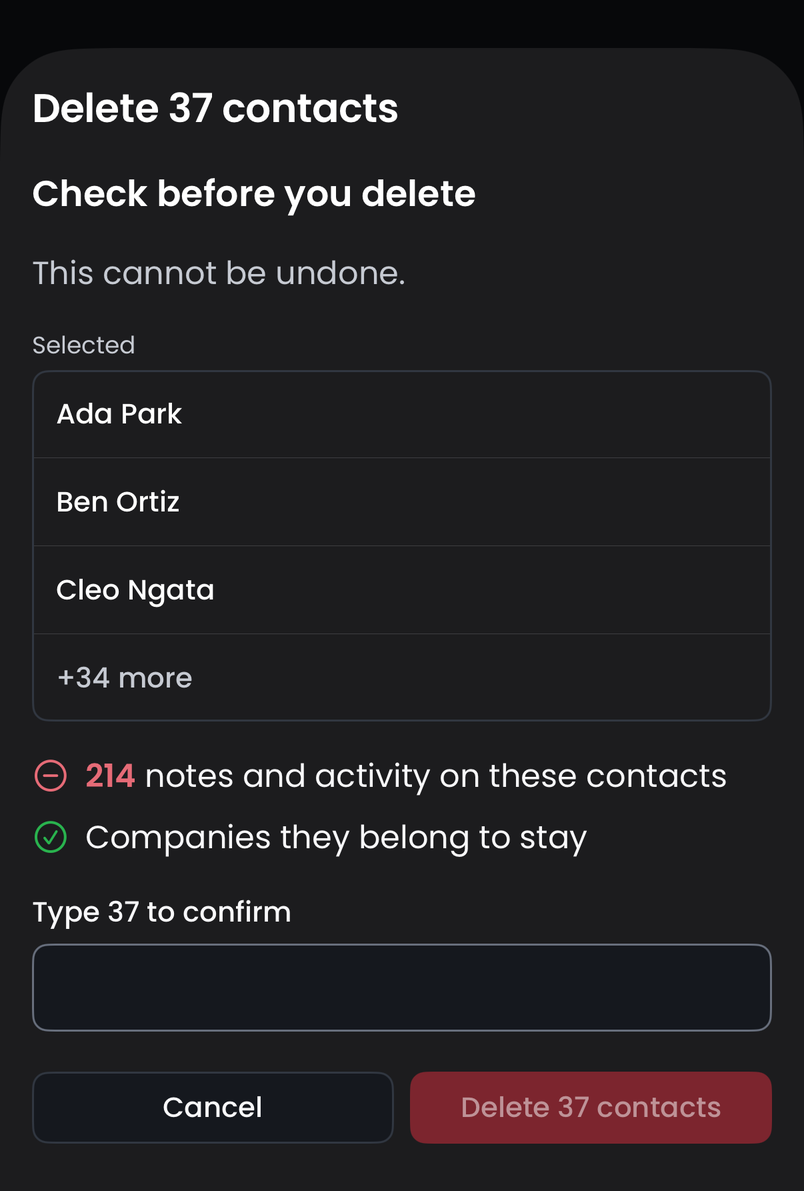 Delete 37 contacts
Check before you delete
This cannot be undone.
Selected
Ada Park
Ben Ortiz
Cleo Ngata
+34 more
214 notes and activity on these contacts
Companies they belong to stay
Type 37 to confirm
Cancel
Delete 37 contacts